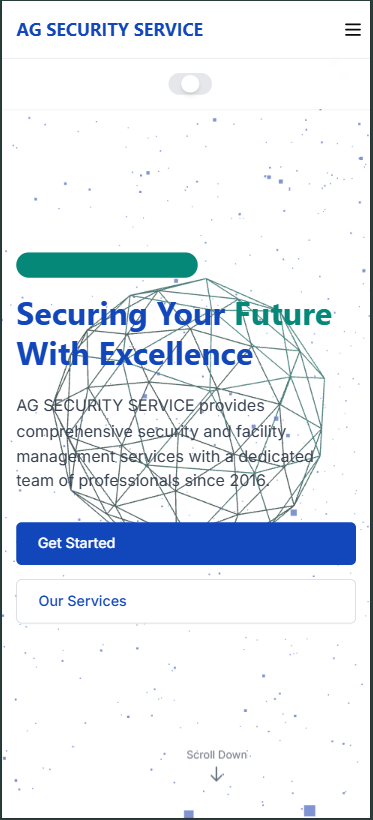 AG SECURITY SERVICE
Securing Your Future
With Excellence
AG SECURITY SERVICE provides
comprehensive security and facility
management services with a dedicated
team of professionals since 2016.
Get Started
Our Services
Scroll Down